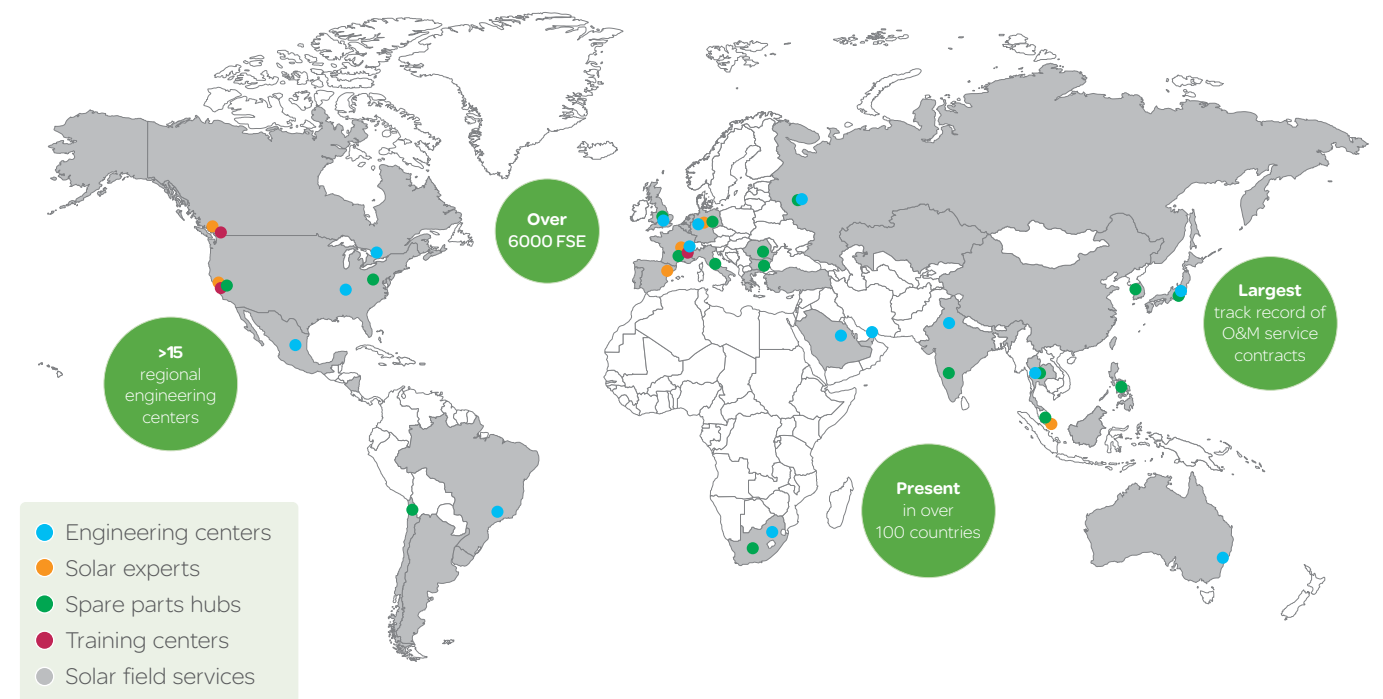 Over
6000 FSE
Largest
track record of
O&M service
contracts
>15
regional
engineering
centers
Present
in over
100 countries
Engineering centers
Solar experts
Spare parts hubs
Training centers
Solar field services